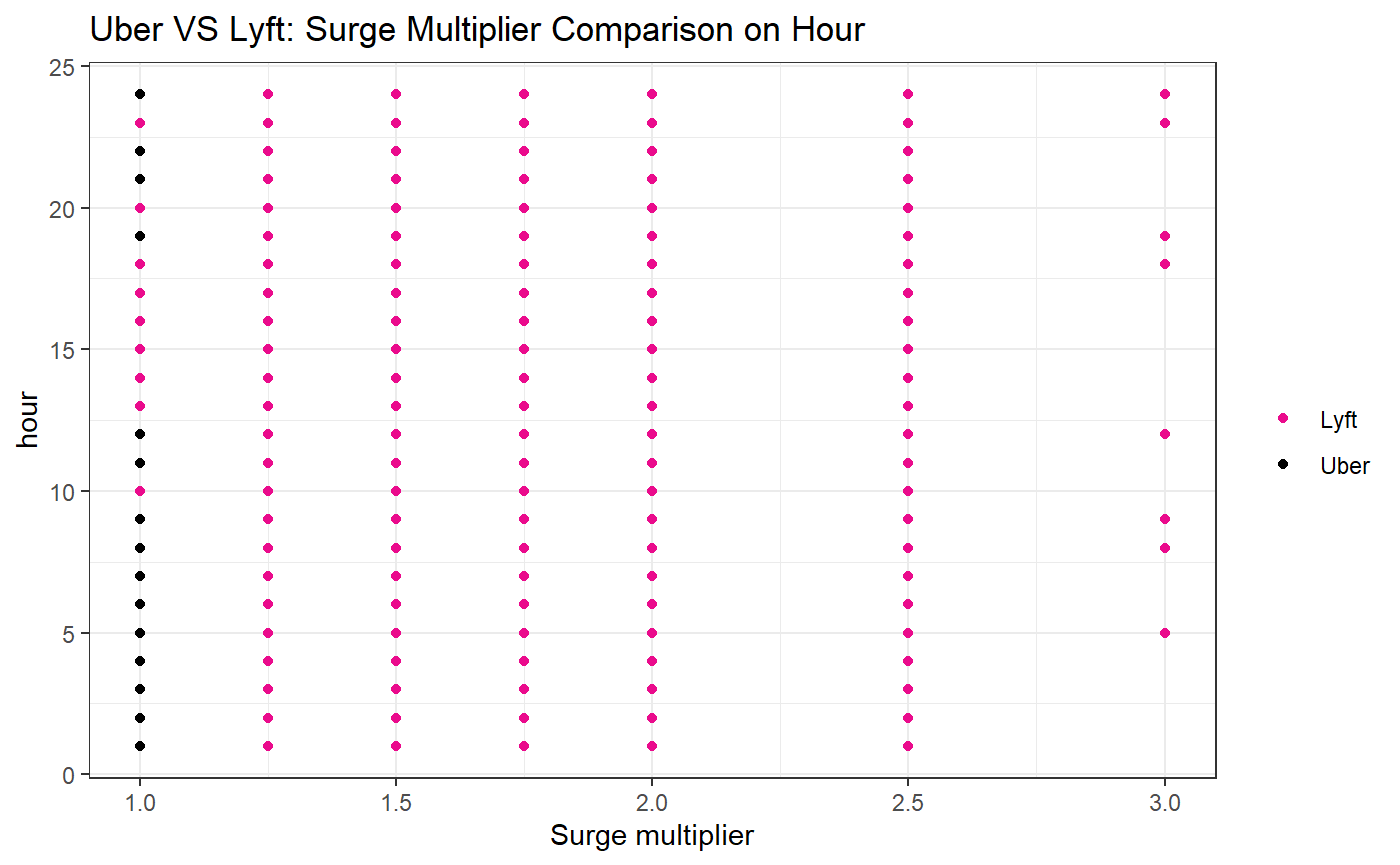 Uber VS Lyft: Surge Multiplier Comparison on Hour
25
20
15
10
5
0
hour
1.0 1.5 2.0 2.5 3.0
Surge multiplier
Lyft
Uber